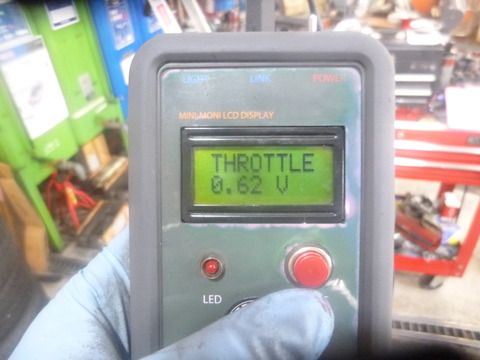 LIGHT LINK POWER
MINI-MONI LCD DISPLAY
THROTTLE
0.62 V
LED